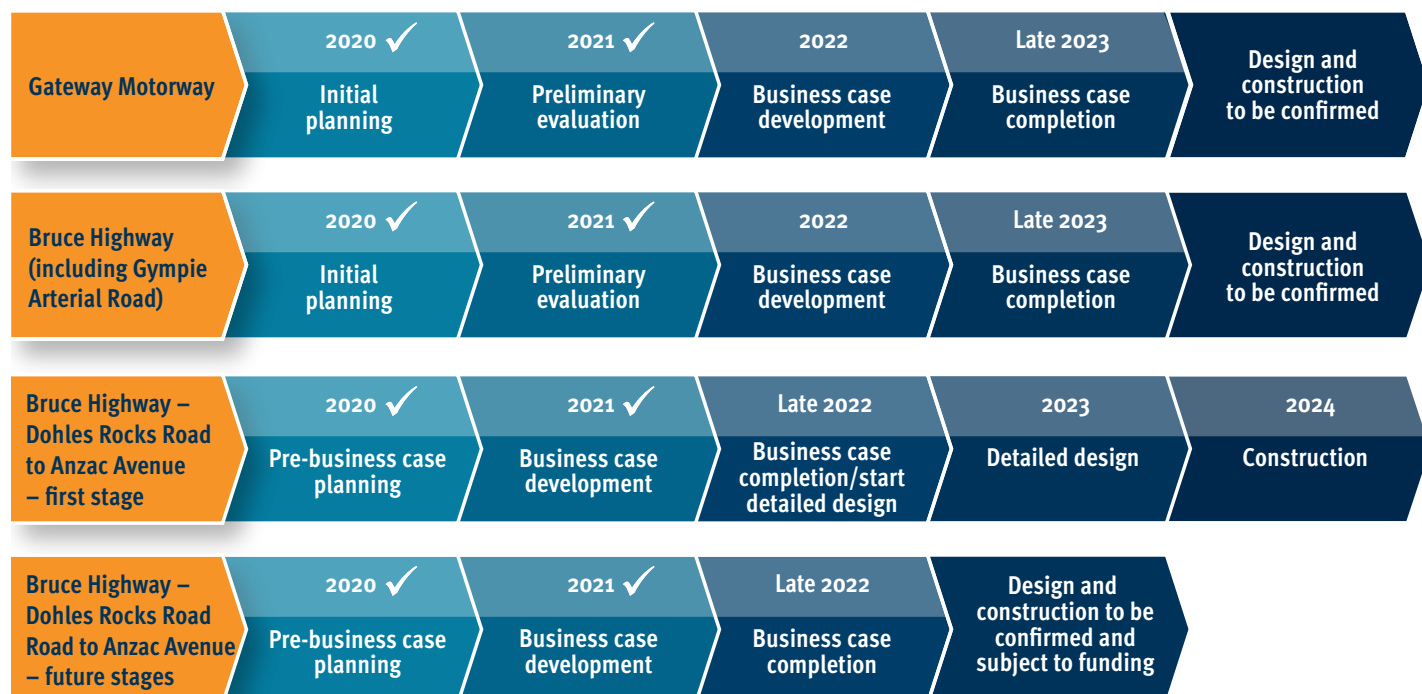 Gateway Motorway
2020 ✓
Initial
planning
2021 ✓
Preliminary
evaluation
2022
Business case
development
Late 2023
Business case
completion
Design and
construction
to be confirmed
Bruce Highway
(including Gympie
Arterial Road)
2020 ✓
Initial
planning
2021 ✓
Preliminary
evaluation
2022
Business case
development
Late 2023
Business case
completion
Design and
construction
to be confirmed
Bruce Highway –
Dohles Rocks Road
to Anzac Avenue
– first stage
2020 ✓
Pre-business case
planning
2021 ✓
Business case
development
Late 2022
Business case
completion/start
detailed design
2023
Detailed design
2024
Construction
Bruce Highway –
Dohles Rocks Road
Road to Anzac Avenue
– future stages
2020 ✓
Pre-business case
planning
2021 ✓
Business case
development
Late 2022
Business case
completion
Design and
construction to be
confirmed and
subject to funding